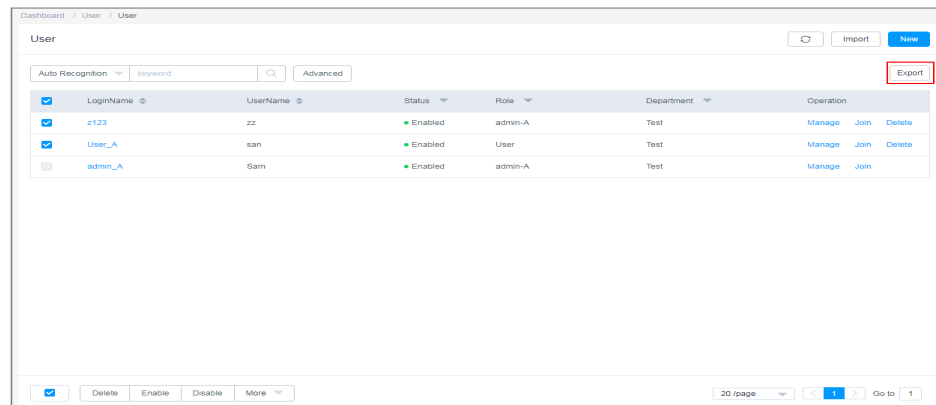 Dashboard / User / User
User Import New
Auto Recognition keyword Advanced Export
LoginName UserName Status Role Department Operation
z123 zz Enabled admin-A Test Manage Join Delete
User_A san Enabled User Test Manage Join Delete
admin_A Sam Enabled admin-A Test Manage Join
Delete Enable Disable More 20 /page 1 Go to 1